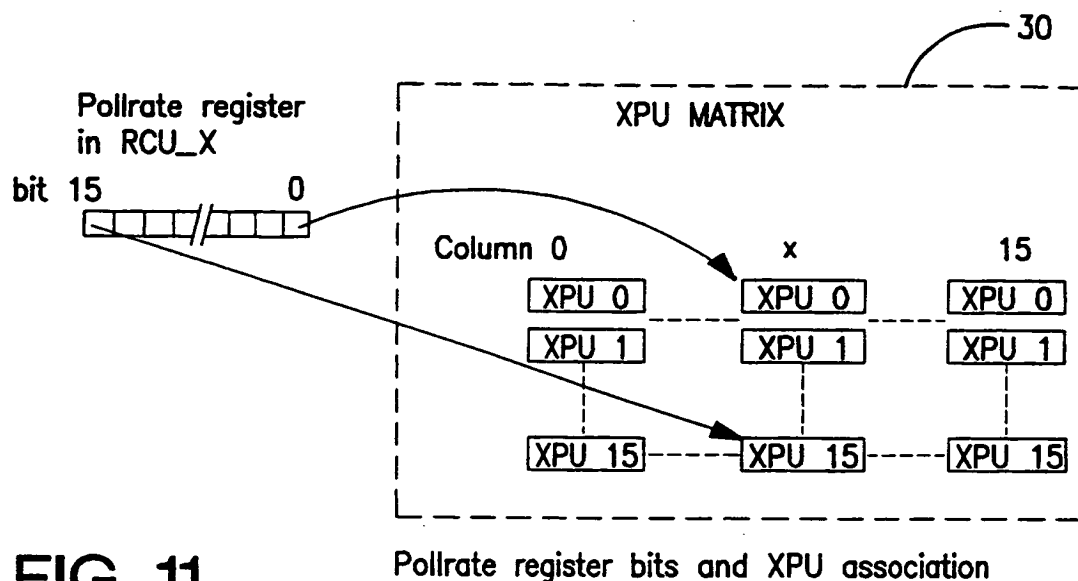 30
Pollrate register
in RCU_X
bit 15 0
XPU MATRIX
Column 0 x 15
XPU 0 XPU 0 XPU 0
XPU 1 XPU 1 XPU 1
XPU 15 XPU 15 XPU 15
FIG. 11
Pollrate register bits and XPU association